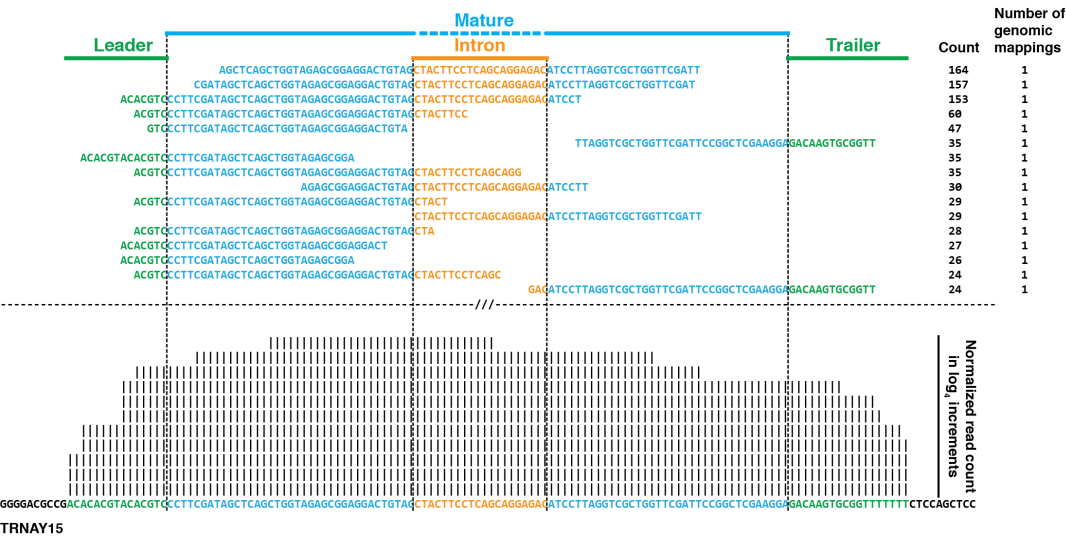 Mature
Leader
Intron
Trailer
Count
Number of
genomic
mappings
AGCTCAGCTGGTAGAGCGGAGGACTGTAGCTACTTCCTCAGCAGGAGACATCCTTAGGTCGCTGGTTCGATT 164 1
CGATAGCTCAGCTGGTAGAGCGGAGGACTGTAGCTACTTCCTCAGCAGGAGACATCCTTAGGTCGCTGGTTCGAT 157 1
ACACGTCCCTTCGATAGCTCAGCTGGTAGAGCGGAGGACTGTAGCTACTTCCTCAGCAGGAGACATCCT 153 1
ACGTCCCTTCGATAGCTCAGCTGGTAGAGCGGAGGACTGTAGCTACTTCC 60 1
GTCCCTTCGATAGCTCAGCTGGTAGAGCGGAGGACTGTA 47 1
TTAGGTCGCTGGTTCGATTCCGGCTCGAAGGAGACAAGTGCGGTT 35 1
ACACGTACACGTCCCTTCGATAGCTCAGCTGGTAGAGCGGA 35 1
ACGTCCCTTCGATAGCTCAGCTGGTAGAGCGGAGGACTGTAGCTACTTCCTCAGCAGG 35 1
AGAGCGGAGGACTGTAGCTACTTCCTCAGCAGGAGACATCCTT 30 1
ACGTCCCTTCGATAGCTCAGCTGGTAGAGCGGAGGACTGTAGCTACT 29 1
CTACTTCCTCAGCAGGAGACATCCTTAGGTCGCTGGTTCGATT 29 1
ACGTCCCTTCGATAGCTCAGCTGGTAGAGCGGAGGACTGTAGCTA 28 1
ACACGTCCCTTCGATAGCTCAGCTGGTAGAGCGGAGGACT 27 1
ACACGTCCCTTCGATAGCTCAGCTGGTAGAGCGGA 26 1
ACGTCCCTTCGATAGCTCAGCTGGTAGAGCGGAGGACTGTAGCTACTTCCTCAGC 24 1
GACATCCTTAGGTCGCTGGTTCGATTCCGGCTCGAAGGAGACAAGTGCGGTT 24 1
///
Normalized read count
in log4 increments
GGGGACGCCGACACACGTACACGTCCCTTCGATAGCTCAGCTGGTAGAGCGGAGGACTGTAGCTACTTCCTCAGCAGGAGACATCCTTAGGTCGCTGGTTCGATTCCGGCTCGAAGGAGACAAGTGCGGTTTTTTTCTCCAGCTCC
TRNAY15